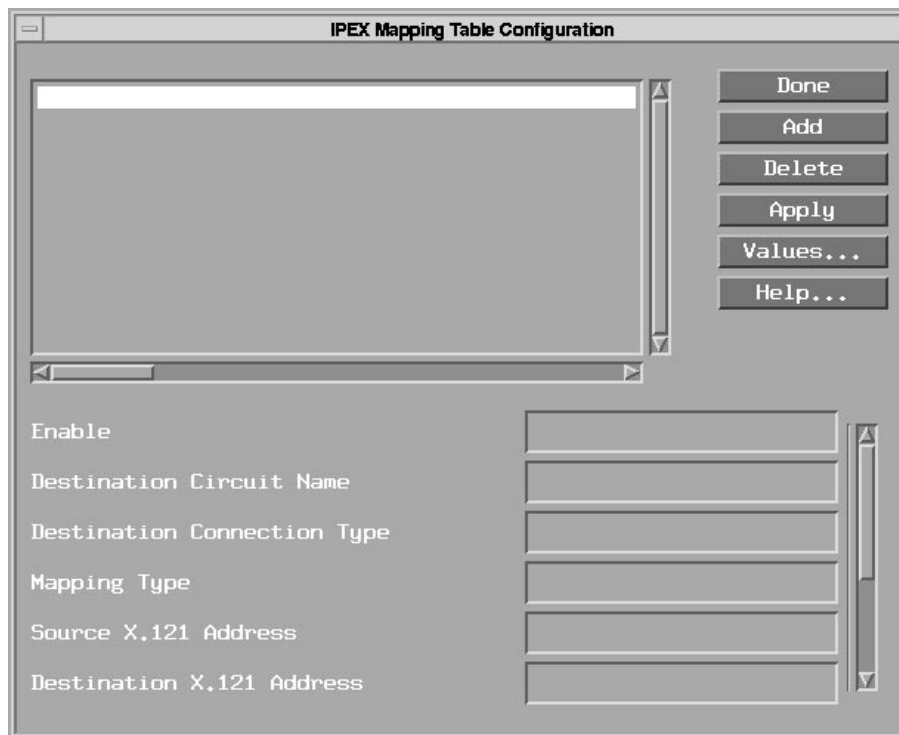 IPEX Mapping Table Configuration
Done
Add
Delete
Apply
Values...
Help...
Enable
Destination Circuit Name
Destination Connection Type
Mapping Type
Source X.121 Address
Destination X.121 Address